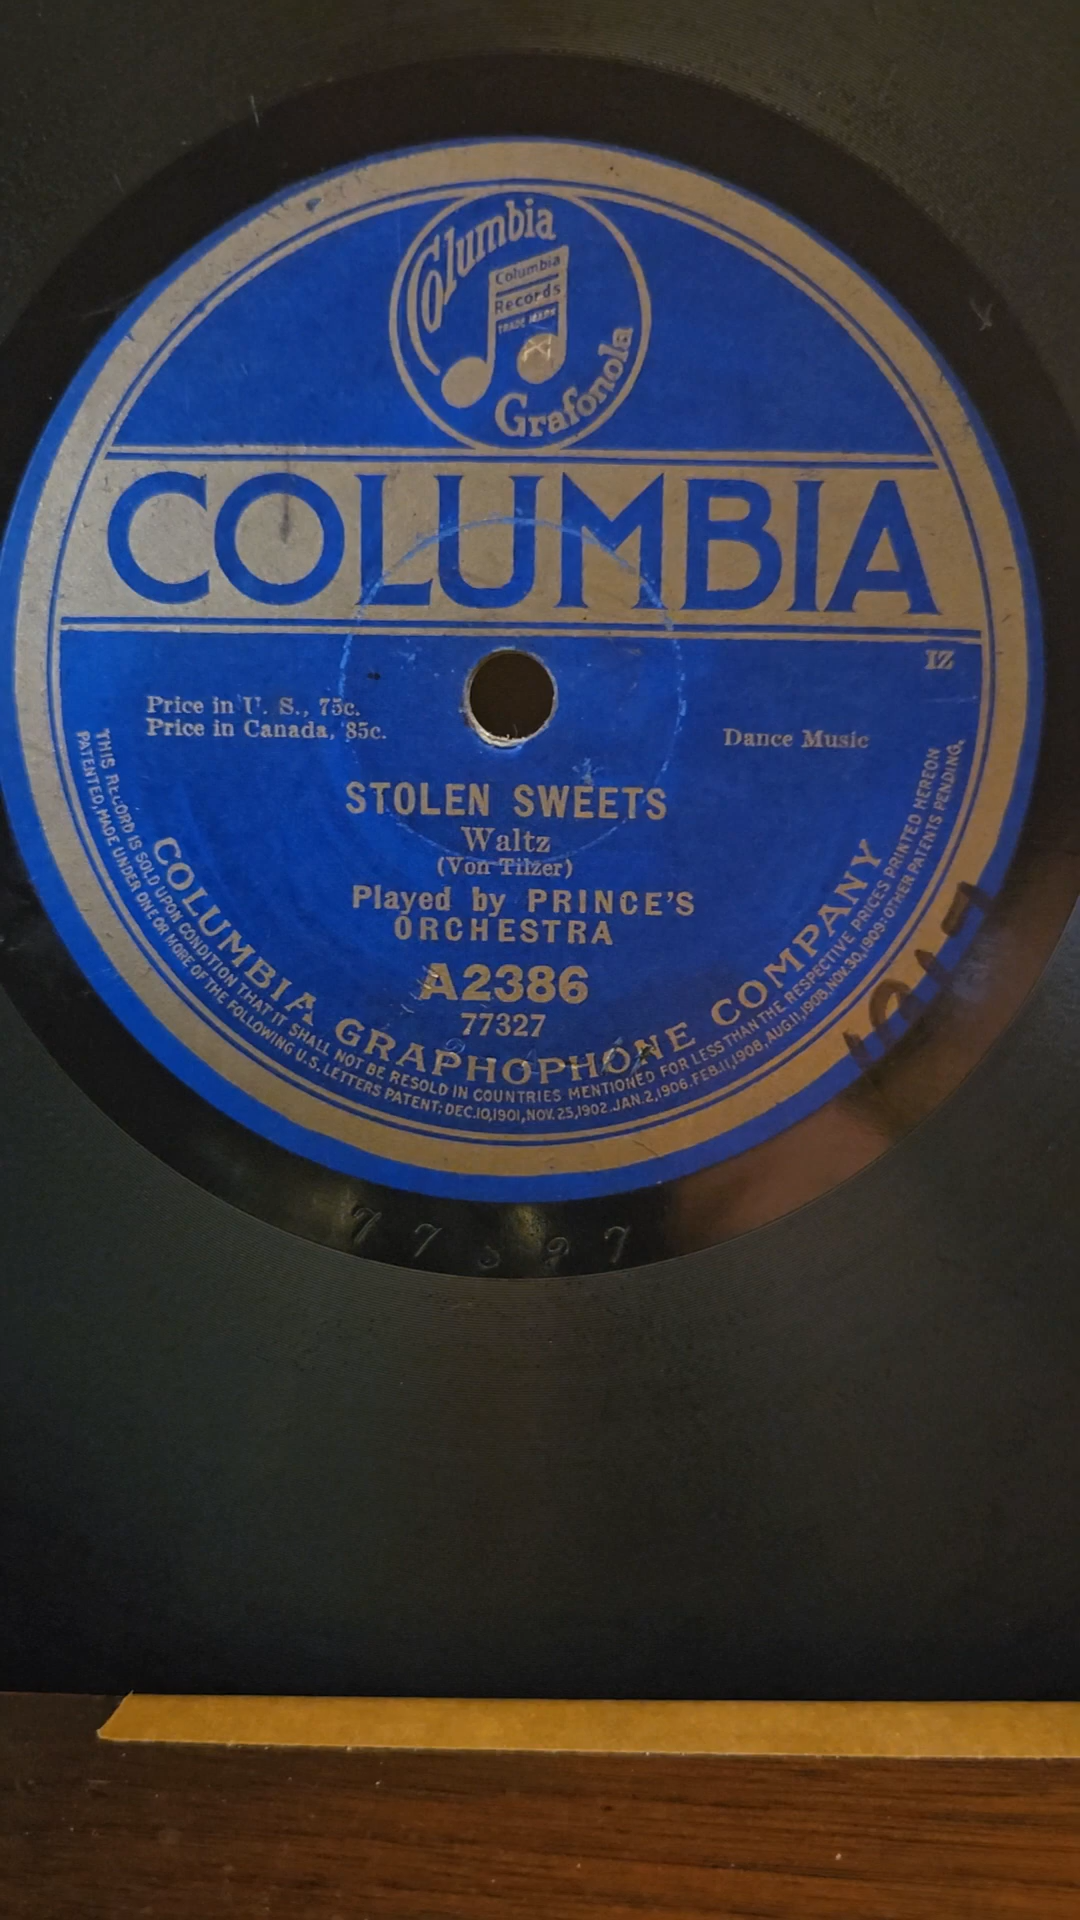 Columbia
Columbia
Records
TRADE MARK
Grafonola
COLUMBIA
IZ
Price in U. S., 75c.
Price in Canada, 85c.
Dance Music
STOLEN SWEETS
Waltz
(Von Tilzer)
Played by PRINCE'S
ORCHESTRA
A2386
77327
COLUMBIA GRAPHOPHONE COMPANY
THIS RECORD IS SOLD UPON CONDITION THAT IT SHALL NOT BE RESOLD IN COUNTRIES MENTIONED FOR LESS THAN THE RESPECTIVE PRICES PRINTED HEREON
PATENTED, MADE UNDER ONE OR MORE OF THE FOLLOWING U.S. LETTERS PATENT: DEC.10,1901, NOV. 25,1902. JAN. 2, 1906. FEB.11,1908, AUG.11,1908, NOV.30,1909. OTHER PATENTS PENDING.
77327